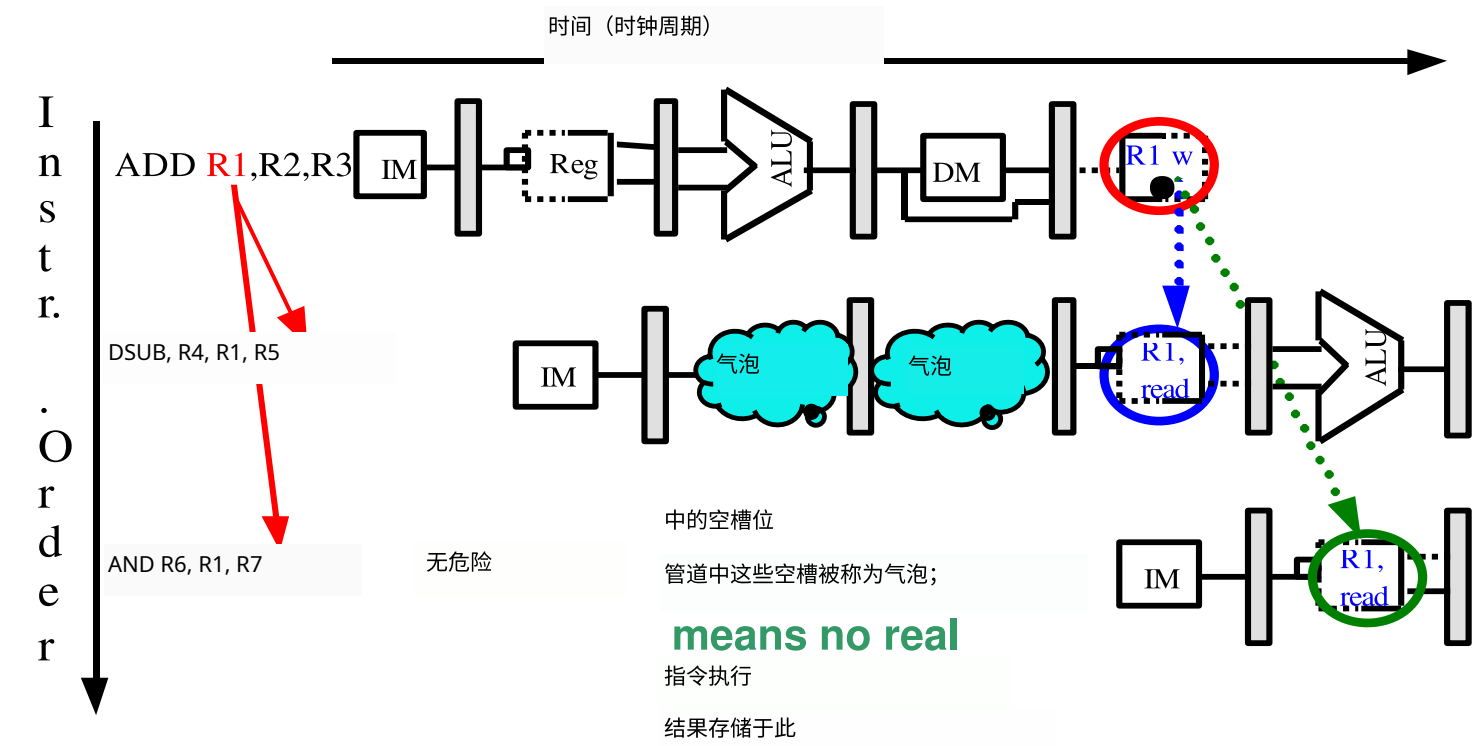 时间（时钟周期）
Instr.
.Order
ADD R1,R2,R3
IM
Reg
ALU
DM
R1 w
DSUB, R4, R1, R5
IM
气泡
气泡
R1,
read
ALU
AND R6, R1, R7
无危险
IM
R1,
read
中的空槽位
管道中这些空槽被称为气泡；
means no real
指令执行
结果存储于此